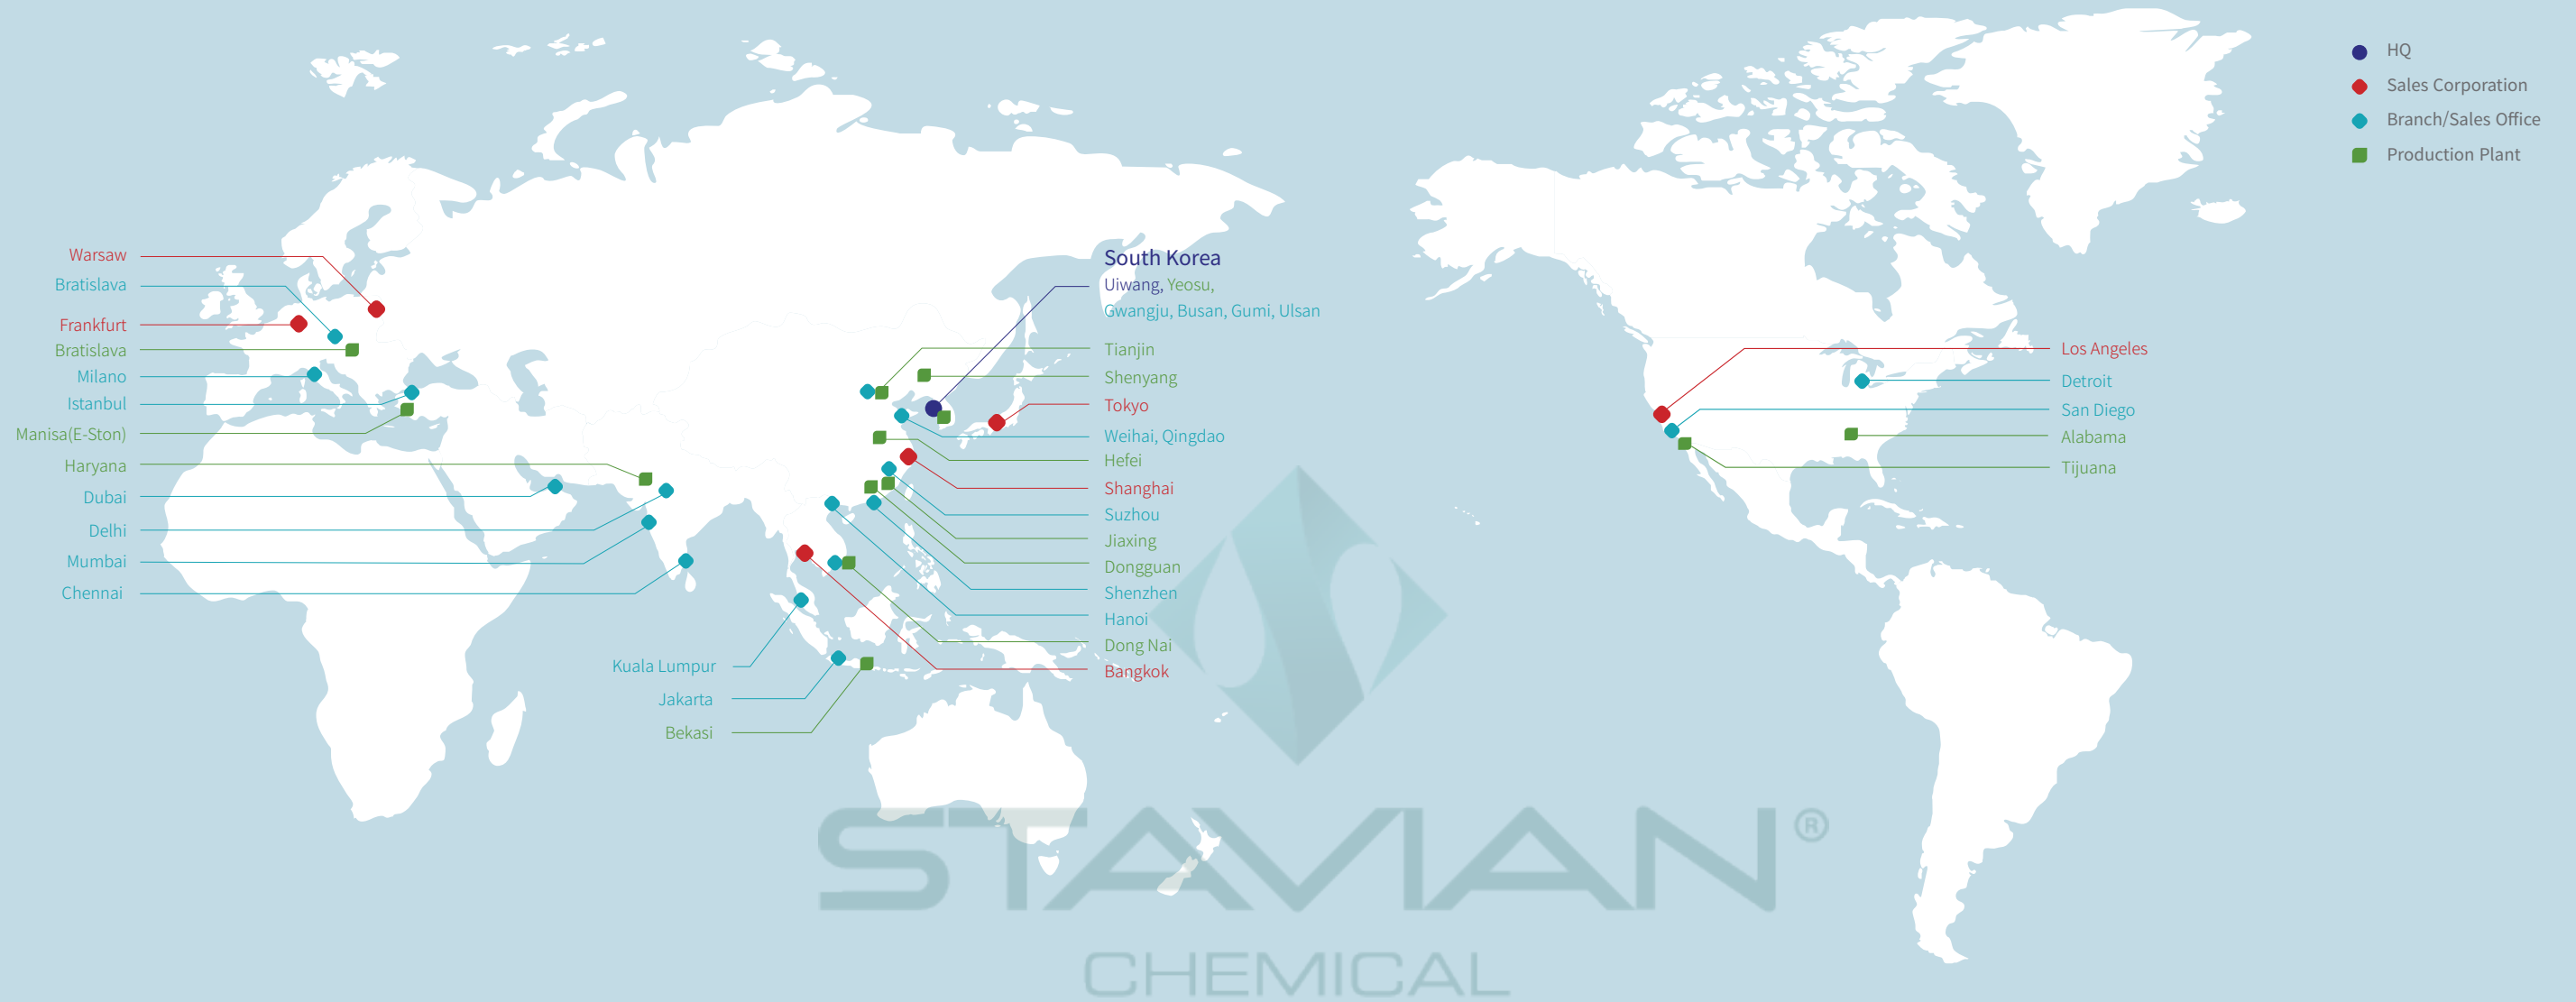 HQ
Sales Corporation
Branch/Sales Office
Production Plant
Warsaw
Bratislava
Frankfurt
Bratislava
Milano
Istanbul
Manisa(E-Ston)
Haryana
Dubai
Delhi
Mumbai
Chennai
Kuala Lumpur
Jakarta
Bekasi
South Korea
Uiwang, Yeosu,
Gwangju, Busan, Gumi, Ulsan
Tianjin
Shenyang
Tokyo
Weihai, Qingdao
Hefei
Shanghai
Suzhou
Jiaxing
Dongguan
Shenzhen
Hanoi
Dong Nai
Bangkok
Los Angeles
Detroit
San Diego
Alabama
Tijuana
STAVIAN®
CHEMICAL